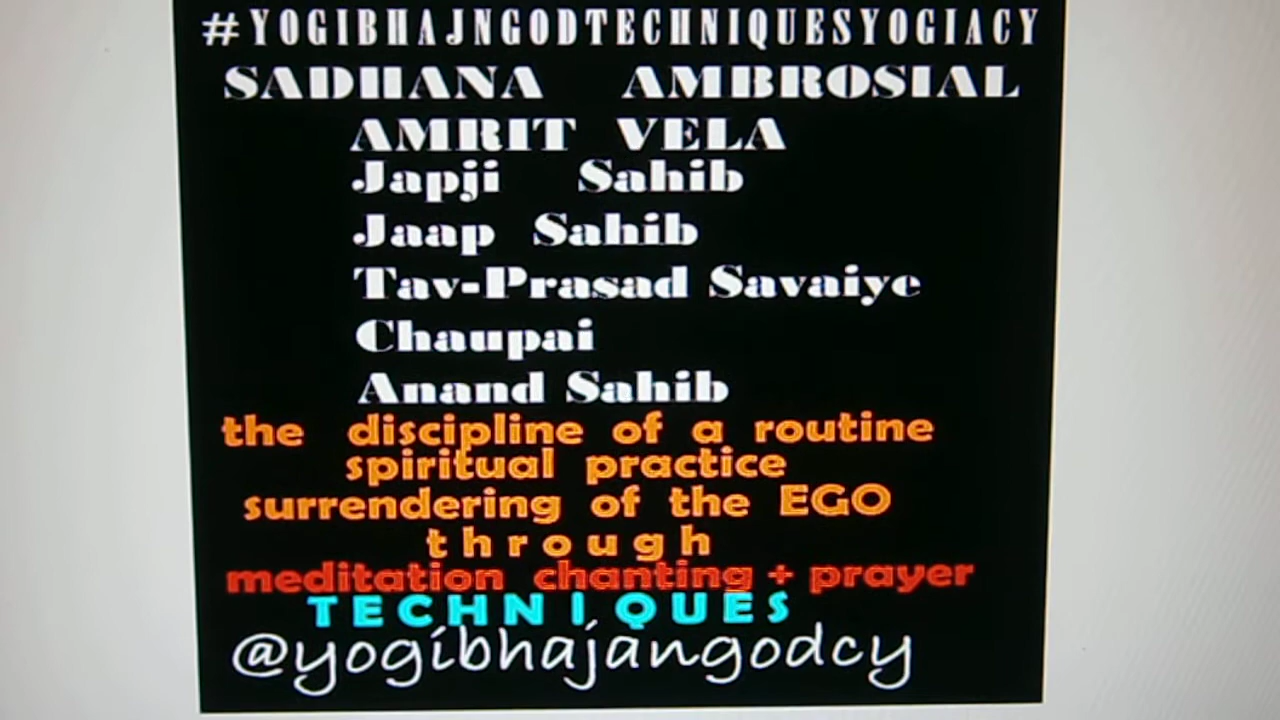 #YOGIBHAJNGODTECHNIQUESYOGIACY
SADHANA AMBROSIAL
AMRIT VELA
Japji Sahib
Jaap Sahib
Tav-Prasad Savaiye
Chaupai
Anand Sahib
the discipline of a routine
spiritual practice
surrendering of the EGO
through
meditation chanting + prayer
TECHNIQUES
@yogibhajangodcy